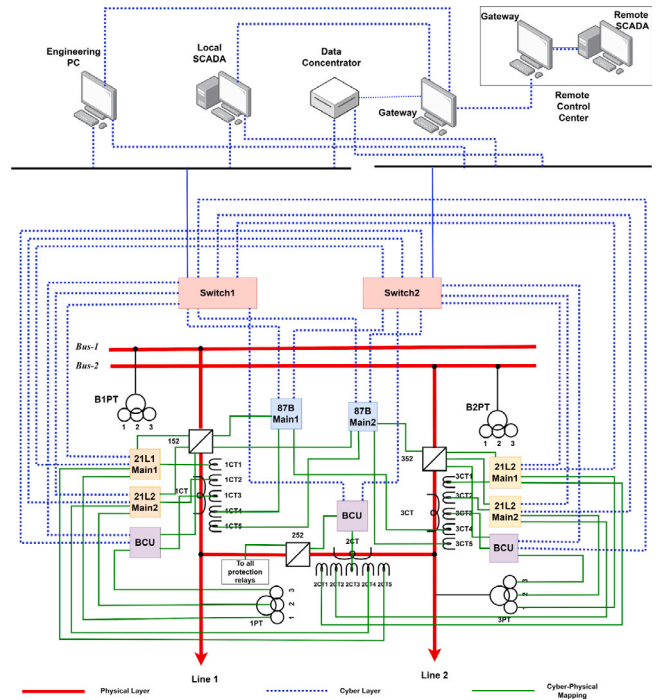 Engineering
PC
Local
SCADA
Data
Concentrator
Gateway
Gateway
Remote
SCADA
Remote
Control
Center
Switch1
Switch2
Bus-1
Bus-2
B1PT
1 2 3
87B
Main1
87B
Main2
B2PT
1 2 3
152
352
21L1
Main1
21L2
Main2
BCU
1CT
1CT1
1CT2
1CT3
1CT4
1CT5
BCU
3CT
3CT1
3CT2
3CT3
3CT4
3CT5
21L2
Main1
21L2
Main2
BCU
252
2CT
To all
protection
relays
2CT1
2CT2
2CT3
2CT4
2CT5
1PT
3
2
1
3PT
3
2
1
Line 1
Line 2
Physical Layer
Cyber Layer
Cyber-Physical
Mapping